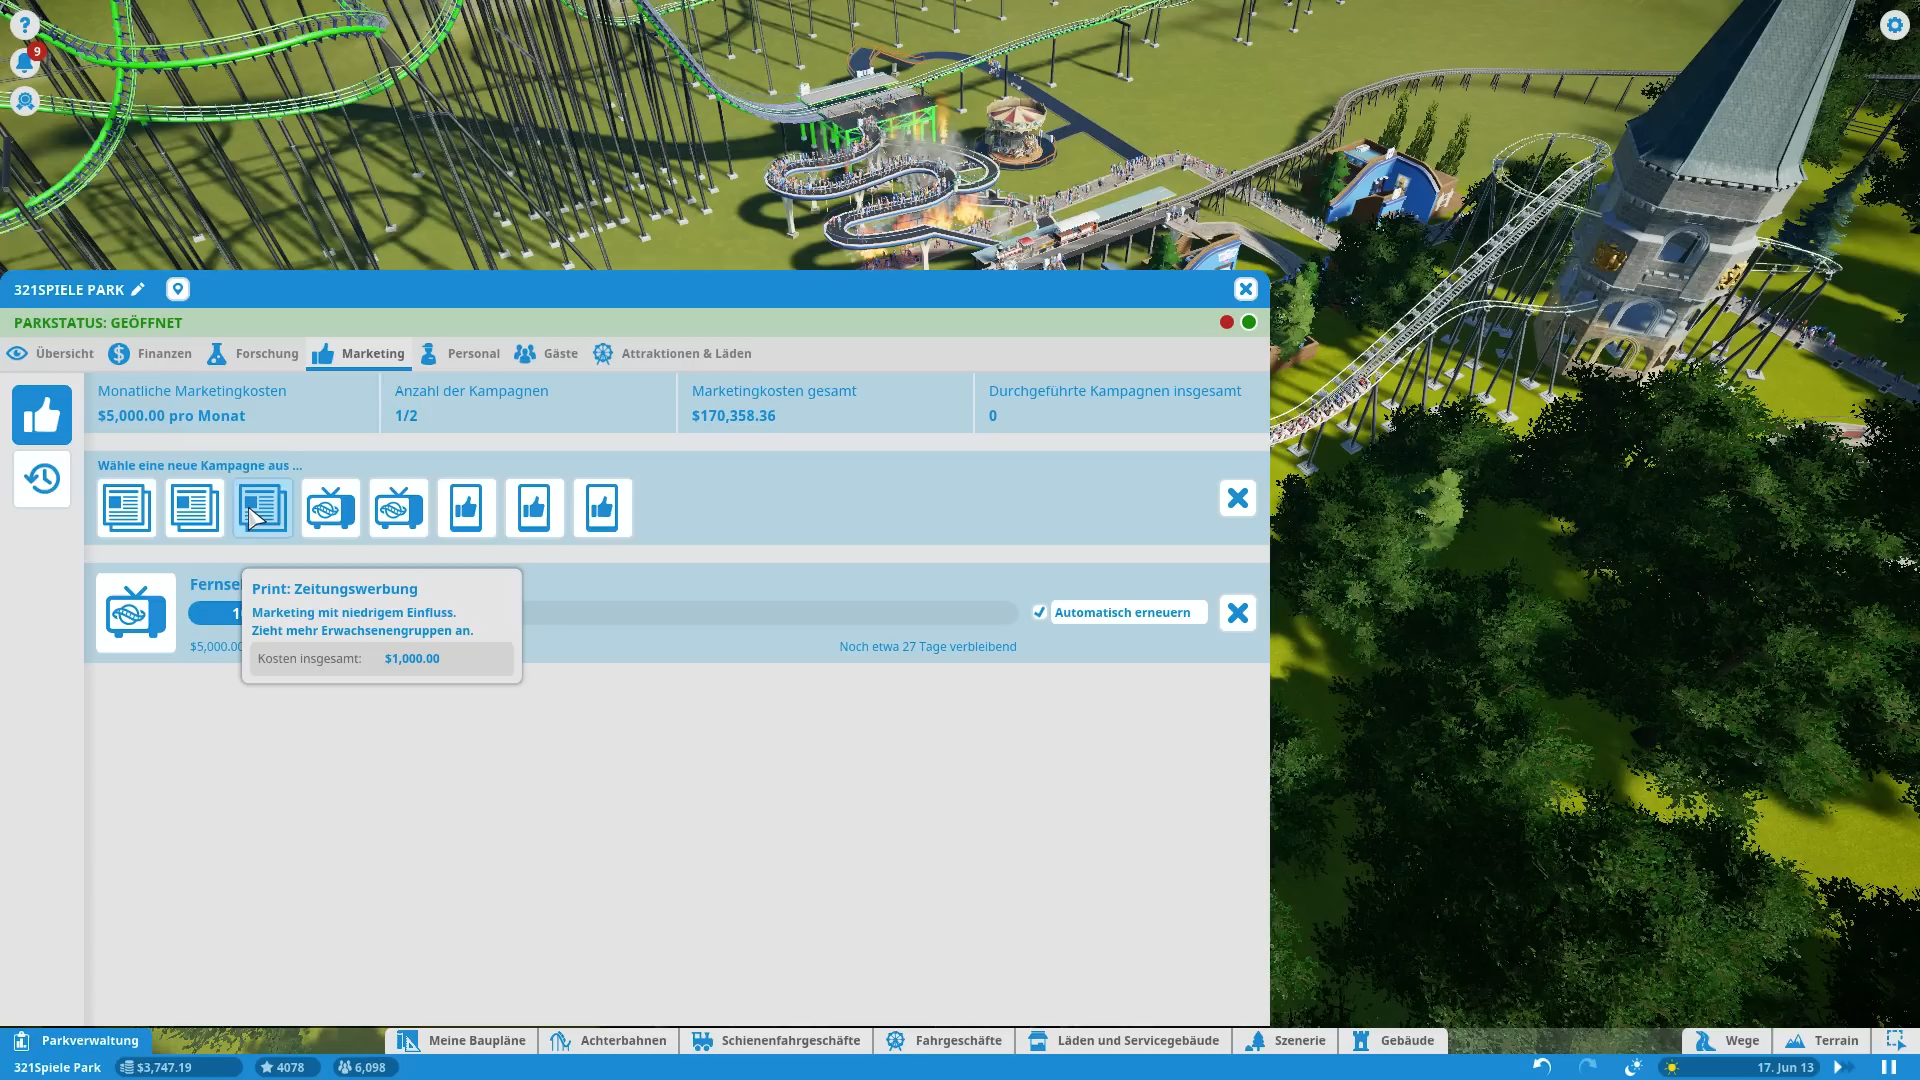 9
321SPIELE PARK
PARKSTATUS: GEÖFFNET
Übersicht
Finanzen
Forschung
Marketing
Personal
Gäste
Attraktionen & Läden
Monatliche Marketingkosten
$5,000.00 pro Monat
Anzahl der Kampagnen
1/2
Marketingkosten gesamt
$170,358.36
Durchgeführte Kampagnen insgesamt
0
Wähle eine neue Kampagne aus ...
Print: Zeitungswerbung
Marketing mit niedrigem Einfluss.
Zieht mehr Erwachsenengruppen an.
Kosten insgesamt: $1,000.00
Automatisch erneuern
$5,000.00
Noch etwa 27 Tage verbleibend
Parkverwaltung
Meine Baupläne
Achterbahnen
Schienenfahrgeschäfte
Fahrgeschäfte
Läden und Servicegebäude
Szenerie
Gebäude
Wege
Terrain
321Spiele Park
$3,747.19
4078
6,098
17. Jun 13